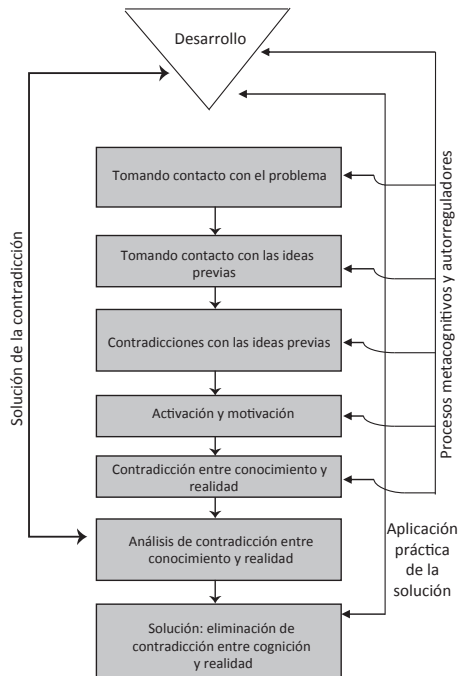 Desarrollo
Tomando contacto con el problema
Tomando contacto con las ideas
previas
Contradicciones con las ideas previas
Activación y motivación
Contradicción entre conocimiento y
realidad
Análisis de contradicción entre
conocimiento y realidad
Solución: eliminación de
contradicción entre cognición
y realidad
Solución de la contradicción
Procesos metacognitivos y autorreguladores
Aplicación
práctica
de la
solución